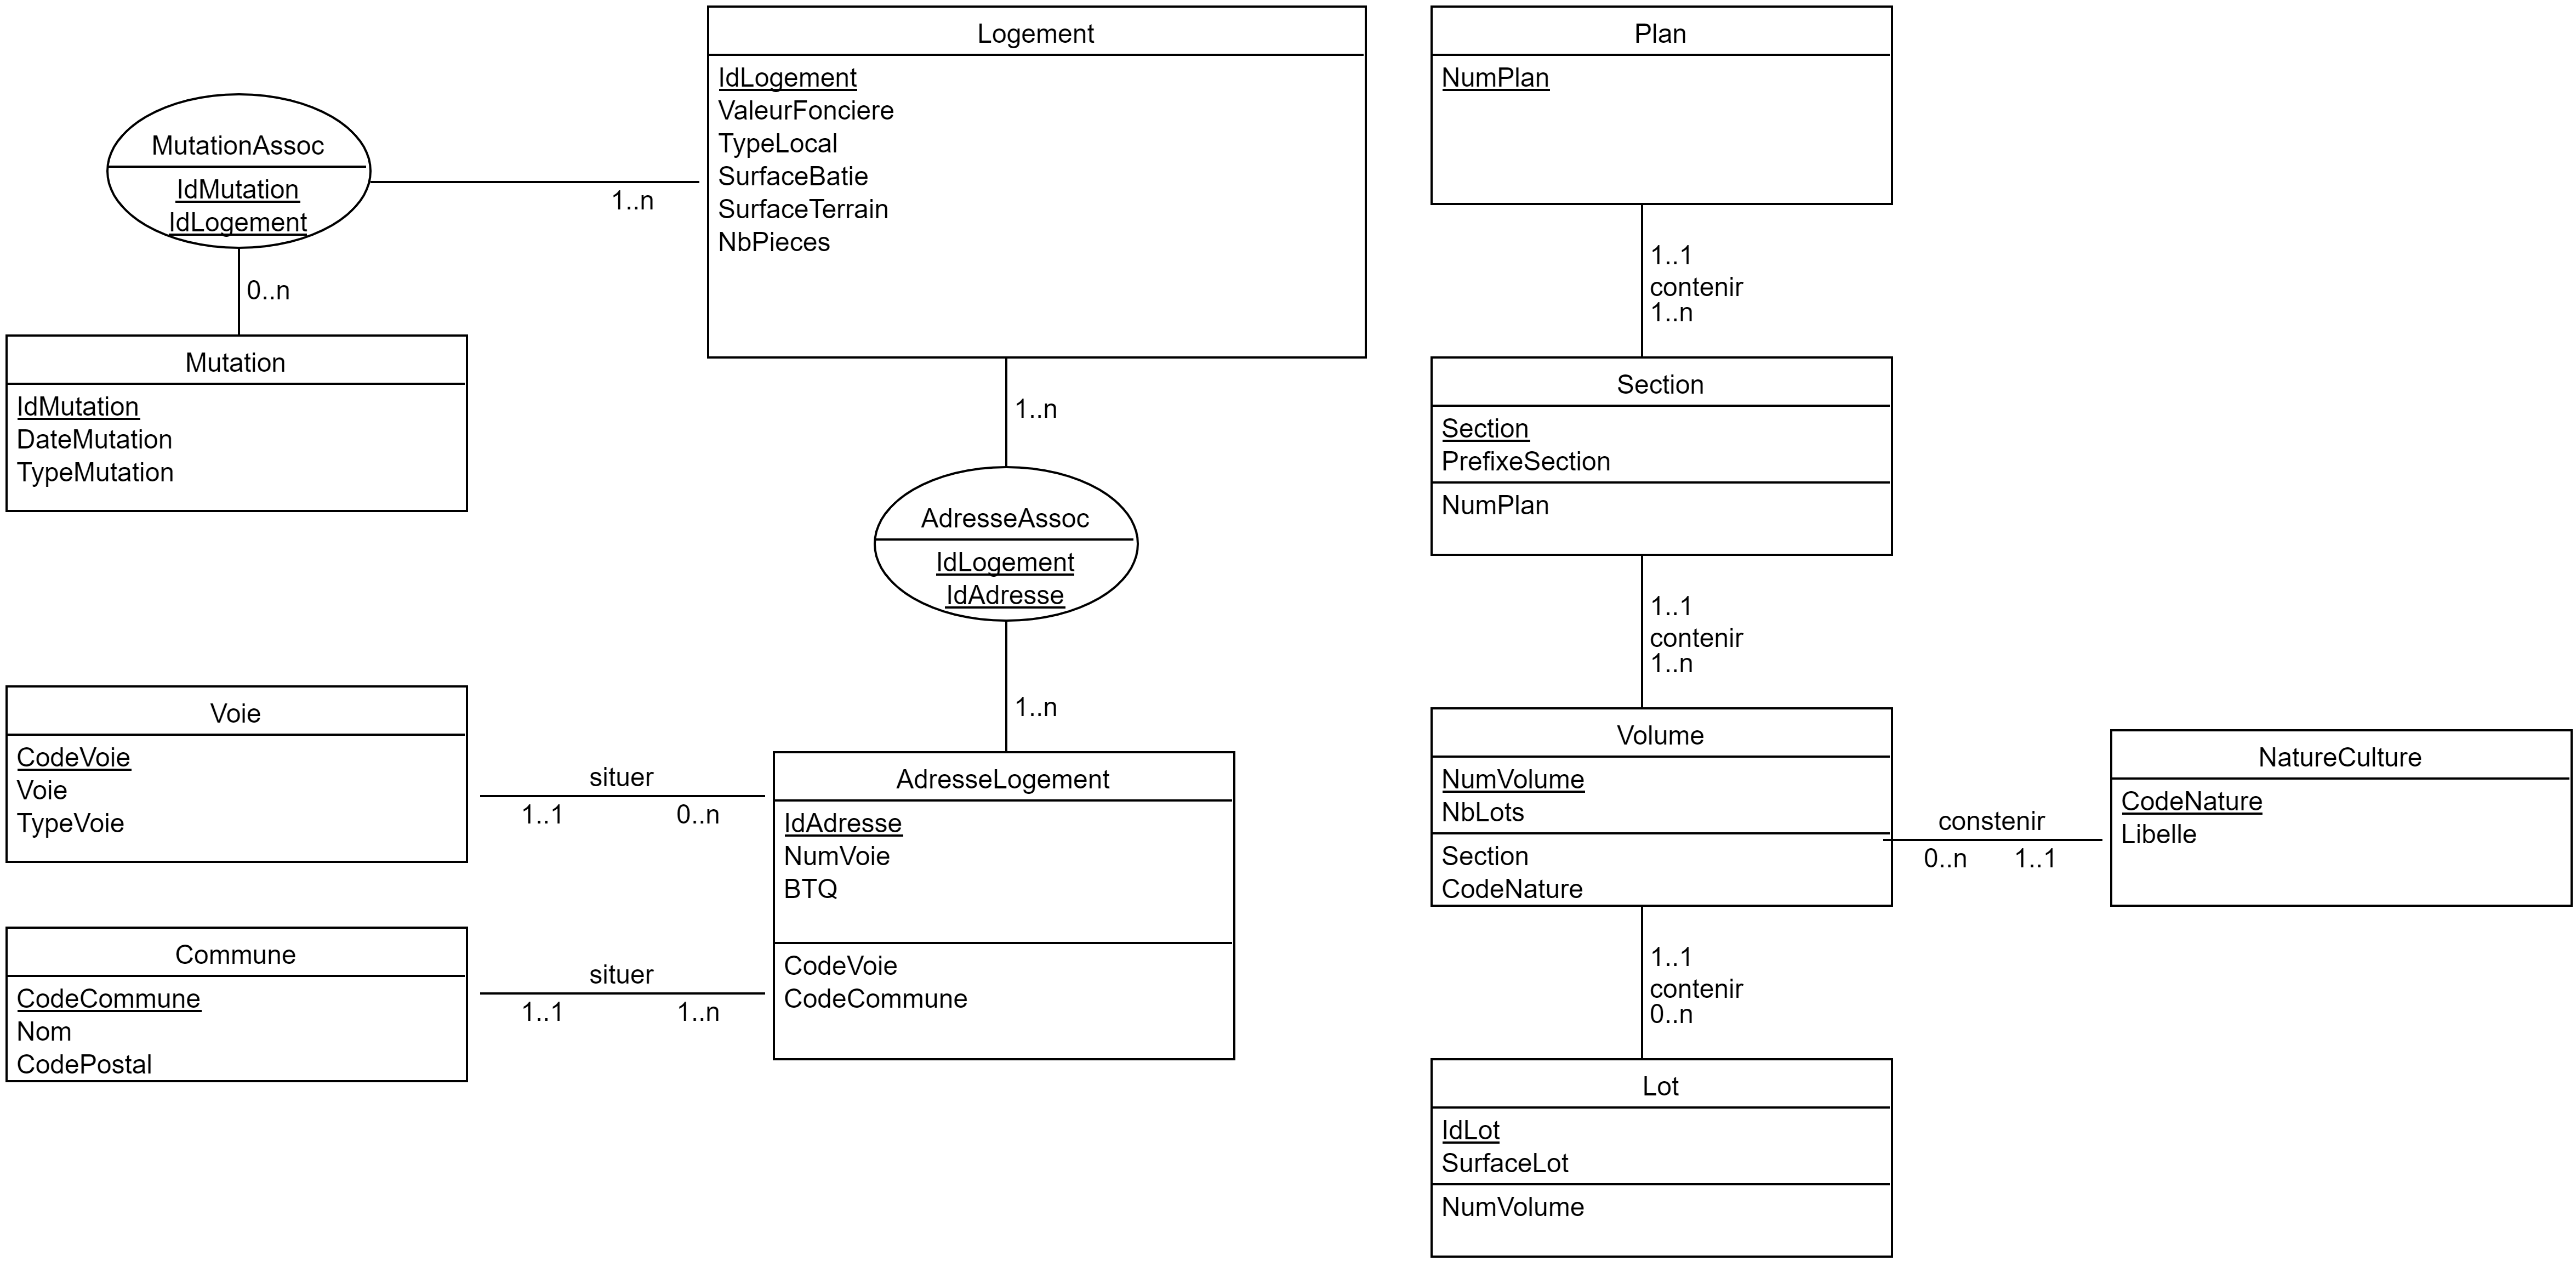 Logement
IdLogement
ValeurFonciere
TypeLocal
SurfaceBatie
SurfaceTerrain
NbPieces
MutationAssoc
IdMutation
IdLogement
1..n
0..n
Mutation
IdMutation
DateMutation
TypeMutation
1..n
AdresseAssoc
IdLogement
IdAdresse
1..n
Voie
CodeVoie
Voie
TypeVoie
situer
1..1 0..n
AdresseLogement
IdAdresse
NumVoie
BTQ
CodeVoie
CodeCommune
Commune
CodeCommune
Nom
CodePostal
situer
1..1 1..n
Plan
NumPlan
1..1
contenir
1..n
Section
Section
PrefixeSection
NumPlan
1..1
contenir
1..n
Volume
NumVolume
NbLots
Section
CodeNature
constenir
0..n 1..1
NatureCulture
CodeNature
Libelle
1..1
contenir
0..n
Lot
IdLot
SurfaceLot
NumVolume